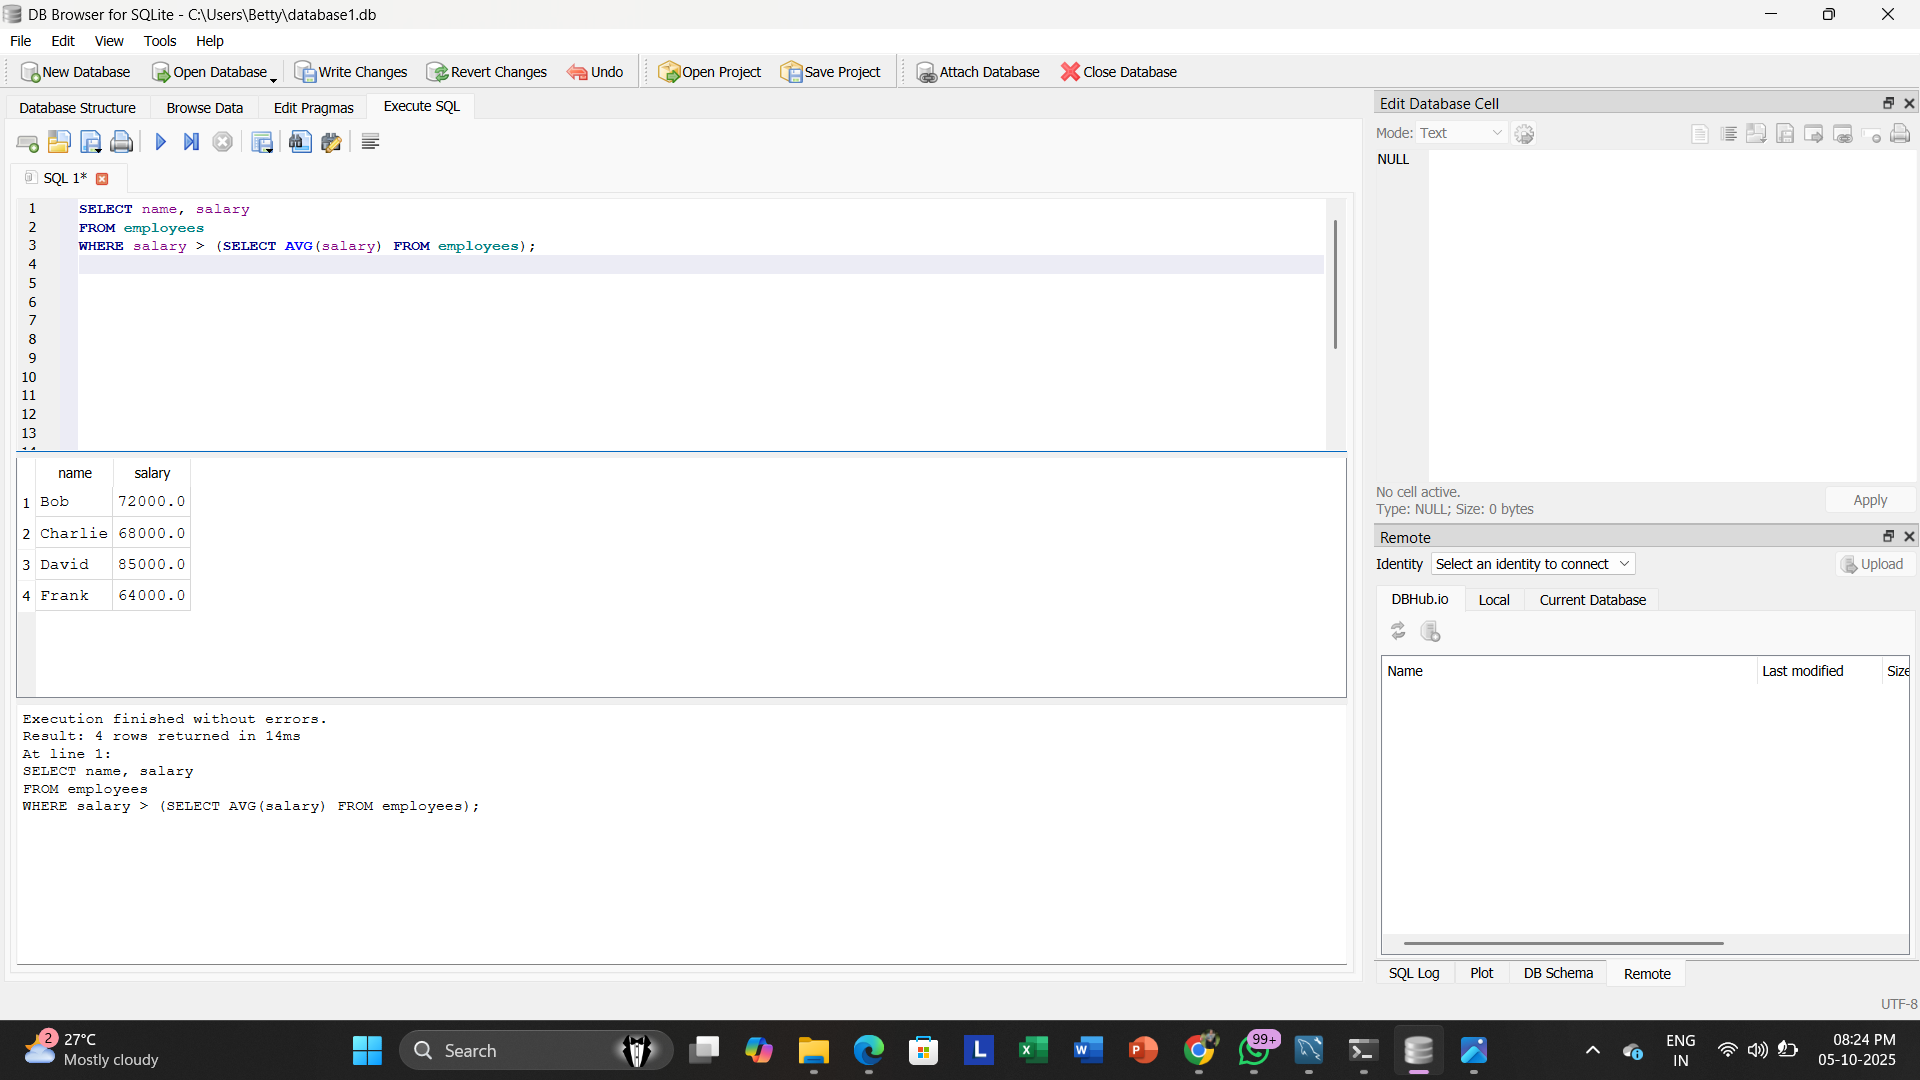 DB Browser for SQLite - C:\Users\Betty\database1.db
File Edit View Tools Help
New Database Open Database Write Changes Revert Changes Undo Open Project Save Project Attach Database Close Database
Database Structure Browse Data Edit Pragmas Execute SQL
SQL 1*
1 SELECT name, salary
2 FROM employees
3 WHERE salary > (SELECT AVG(salary) FROM employees);
4
5
6
7
8
9
10
11
12
13
name salary
1 Bob 72000.0
2 Charlie 68000.0
3 David 85000.0
4 Frank 64000.0
Execution finished without errors.
Result: 4 rows returned in 14ms
At line 1:
SELECT name, salary
FROM employees
WHERE salary > (SELECT AVG(salary) FROM employees);
Edit Database Cell
Mode: Text
NULL
No cell active.
Type: NULL; Size: 0 bytes
Apply
Remote
Identity Select an identity to connect Upload
DBHub.io Local Current Database
Name Last modified Size
SQL Log Plot DB Schema Remote
UTF-8
2 27°C
Mostly cloudy
Search
L
99+
ENG
IN
08:24 PM
05-10-2025